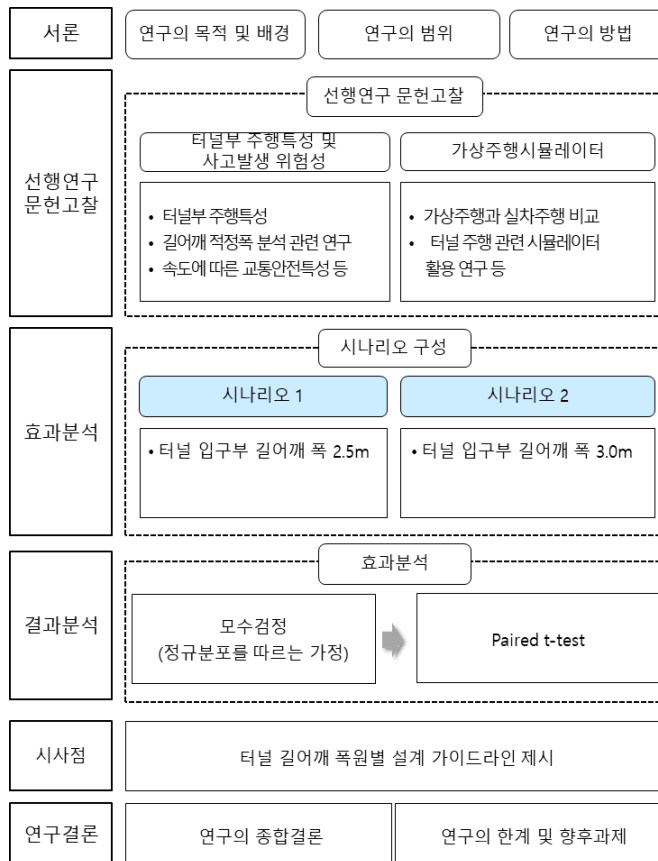 서론
연구의 목적 및 배경
연구의 범위
연구의 방법
선행연구
문헌고찰
선행연구 문헌고찰
터널부 주행특성 및
사고발생 위험성
가상주행시뮬레이터
• 터널부 주행특성
• 길어깨 적정폭 분석 관련 연구
• 속도에 따른 교통안전특성 등
• 가상주행과 실차주행 비교
• 터널 주행 관련 시뮬레이터
활용 연구 등
효과분석
시나리오 구성
시나리오 1
시나리오 2
• 터널 입구부 길어깨 폭 2.5m
• 터널 입구부 길어깨 폭 3.0m
결과분석
효과분석
모수검정
(정규분포를 따르는 가정)
Paired t-test
시사점
터널 길어깨 폭원별 설계 가이드라인 제시
연구결론
연구의 종합결론
연구의 한계 및 향후과제